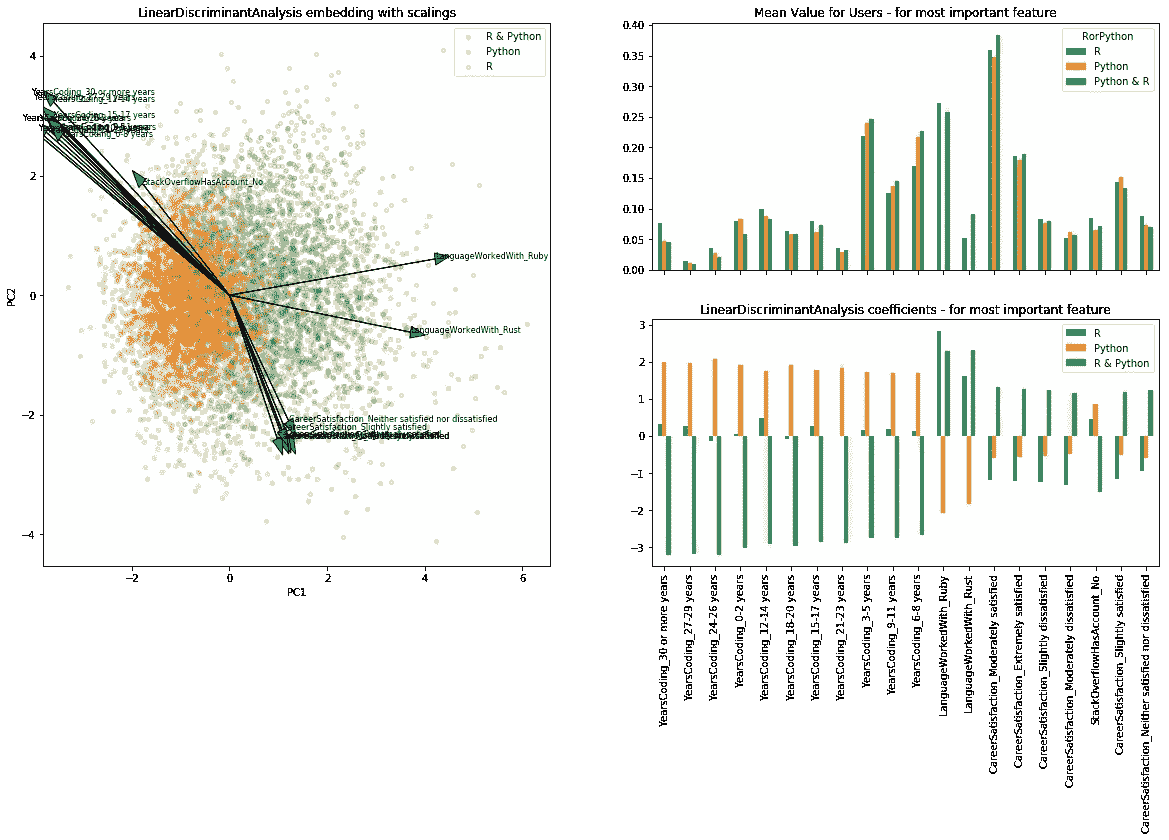 LinearDiscriminantAnalysis embedding with scalings
R & Python
Python
R
4
2
0
−2
−4
PC2
YearsCoding_30 or more years
StackOverflowHasAccount_No
LanguageWorkedWith_Ruby
LanguageWorkedWith_Rust
CareerSatisfaction_Neither satisfied nor dissatisfied
CareerSatisfaction_Slightly satisfied
−2
0
2
4
6
PC1
Mean Value for Users - for most important feature
RorPython
R
Python
Python & R
0.40
0.35
0.30
0.25
0.20
0.15
0.10
0.05
0.00
LinearDiscriminantAnalysis coefficients - for most important feature
R
Python
R & Python
3
2
1
0
−1
−2
−3
YearsCoding_30 or more years
YearsCoding_27-29 years
YearsCoding_24-26 years
YearsCoding_0-2 years
YearsCoding_12-14 years
YearsCoding_18-20 years
YearsCoding_15-17 years
YearsCoding_21-23 years
YearsCoding_3-5 years
YearsCoding_9-11 years
YearsCoding_6-8 years
LanguageWorkedWith_Ruby
LanguageWorkedWith_Rust
CareerSatisfaction_Moderately satisfied
CareerSatisfaction_Extremely satisfied
CareerSatisfaction_Slightly dissatisfied
CareerSatisfaction_Moderately dissatisfied
StackOverflowHasAccount_No
CareerSatisfaction_Slightly satisfied
CareerSatisfaction_Neither satisfied nor dissatisfied